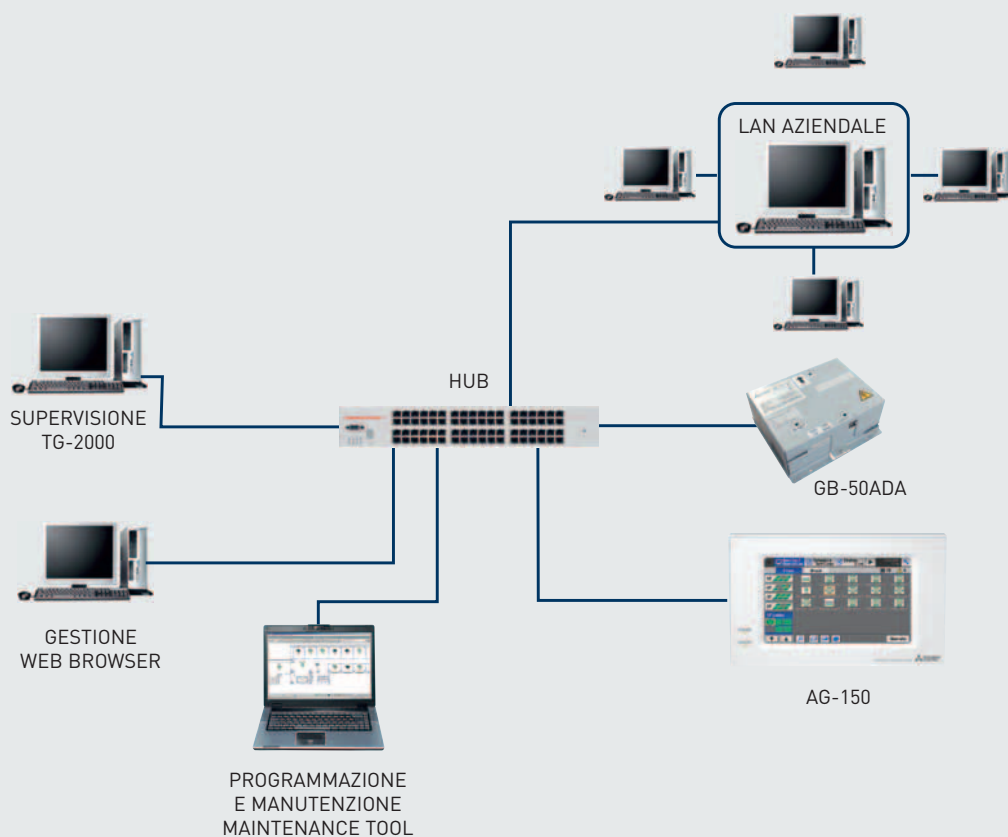 LAN AZIENDALE
HUB
SUPERVISIONE
TG-2000
GB-50ADA
GESTIONE
WEB BROWSER
AG-150
PROGRAMMAZIONE
E MANUTENZIONE
MAINTENANCE TOOL